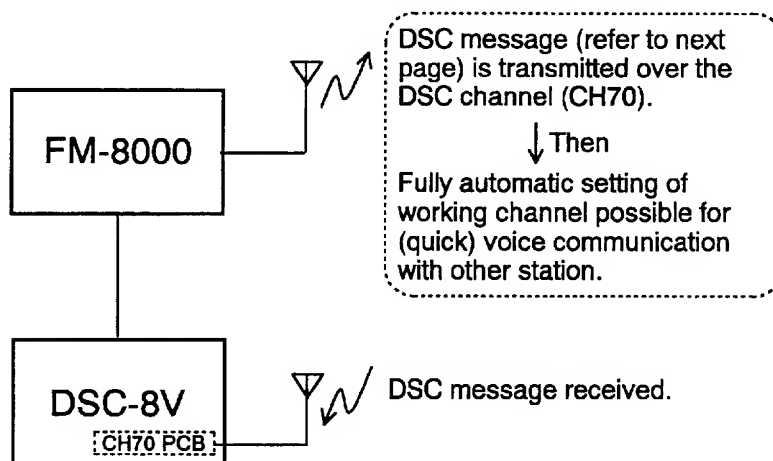 FM-8000
DSC message (refer to next
page) is transmitted over the
DSC channel (CH70).
Then
Fully automatic setting of
working channel possible for
(quick) voice communication
with other station.
DSC-8V
CH70 PCB
DSC message received.